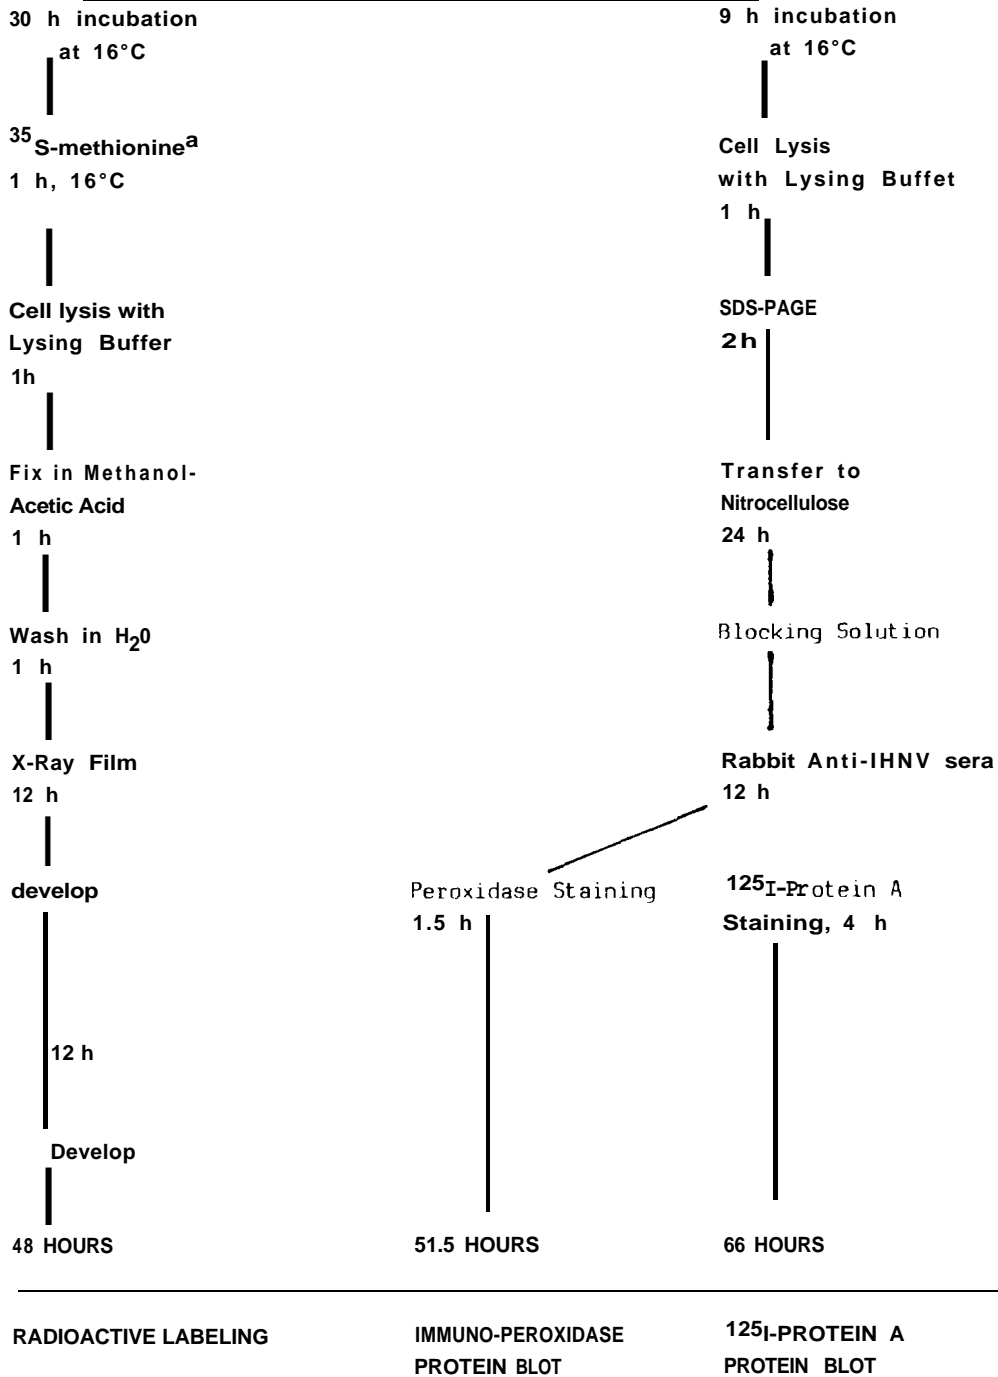 30 h incubation
at 16°C
35S-methioninea
1 h, 16°C
Cell lysis with
Lysing Buffer
1h
Fix in Methanol-
Acetic Acid
1 h
Wash in H20
1 h
X-Ray Film
12 h
develop
12 h
Develop
48 HOURS
RADIOACTIVE LABELING
9 h incubation
at 16°C
Cell Lysis
with Lysing Buffet
1 h
SDS-PAGE
2h
Transfer to
Nitrocellulose
24 h
Blocking Solution
Rabbit Anti-IHNV sera
12 h
Peroxidase Staining
1.5 h
51.5 HOURS
IMMUNO-PEROXIDASE
PROTEIN BLOT
125I-Protein A
Staining, 4 h
66 HOURS
125I-PROTEIN A
PROTEIN BLOT